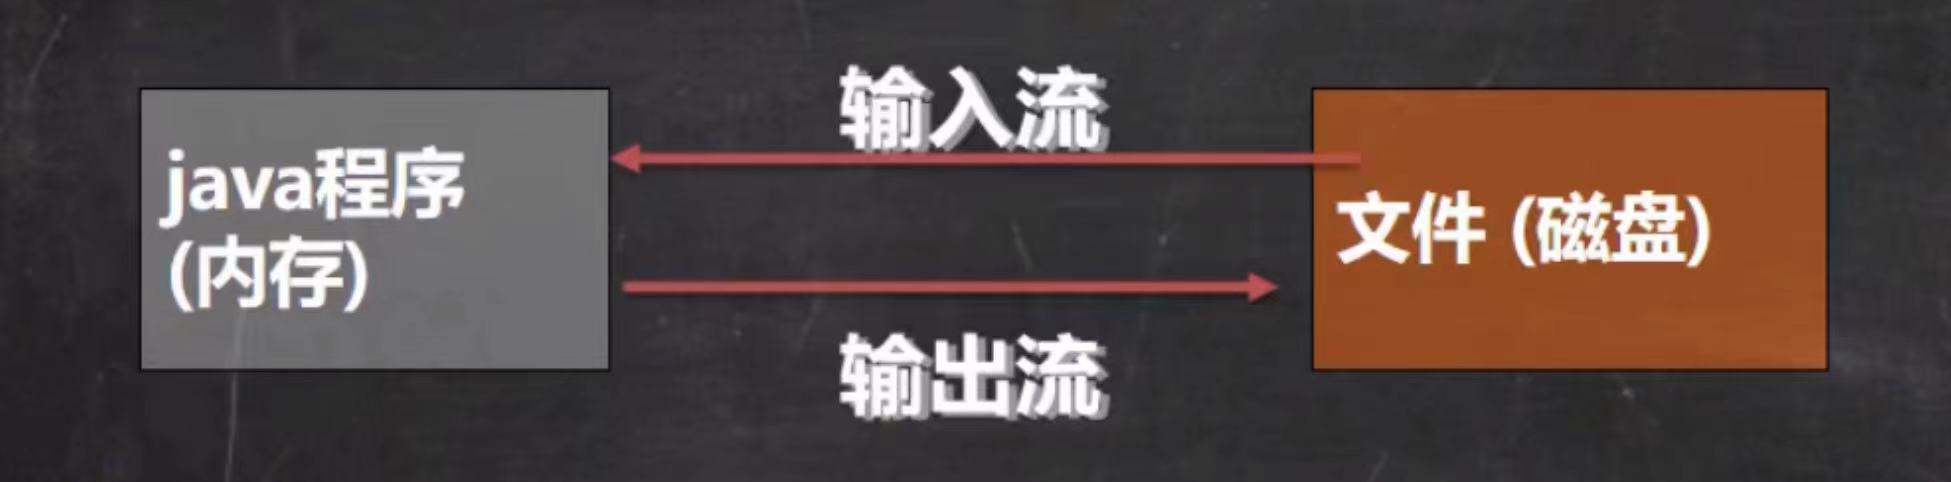 输入流
java程序
(内存)
文件 (磁盘)
输出流